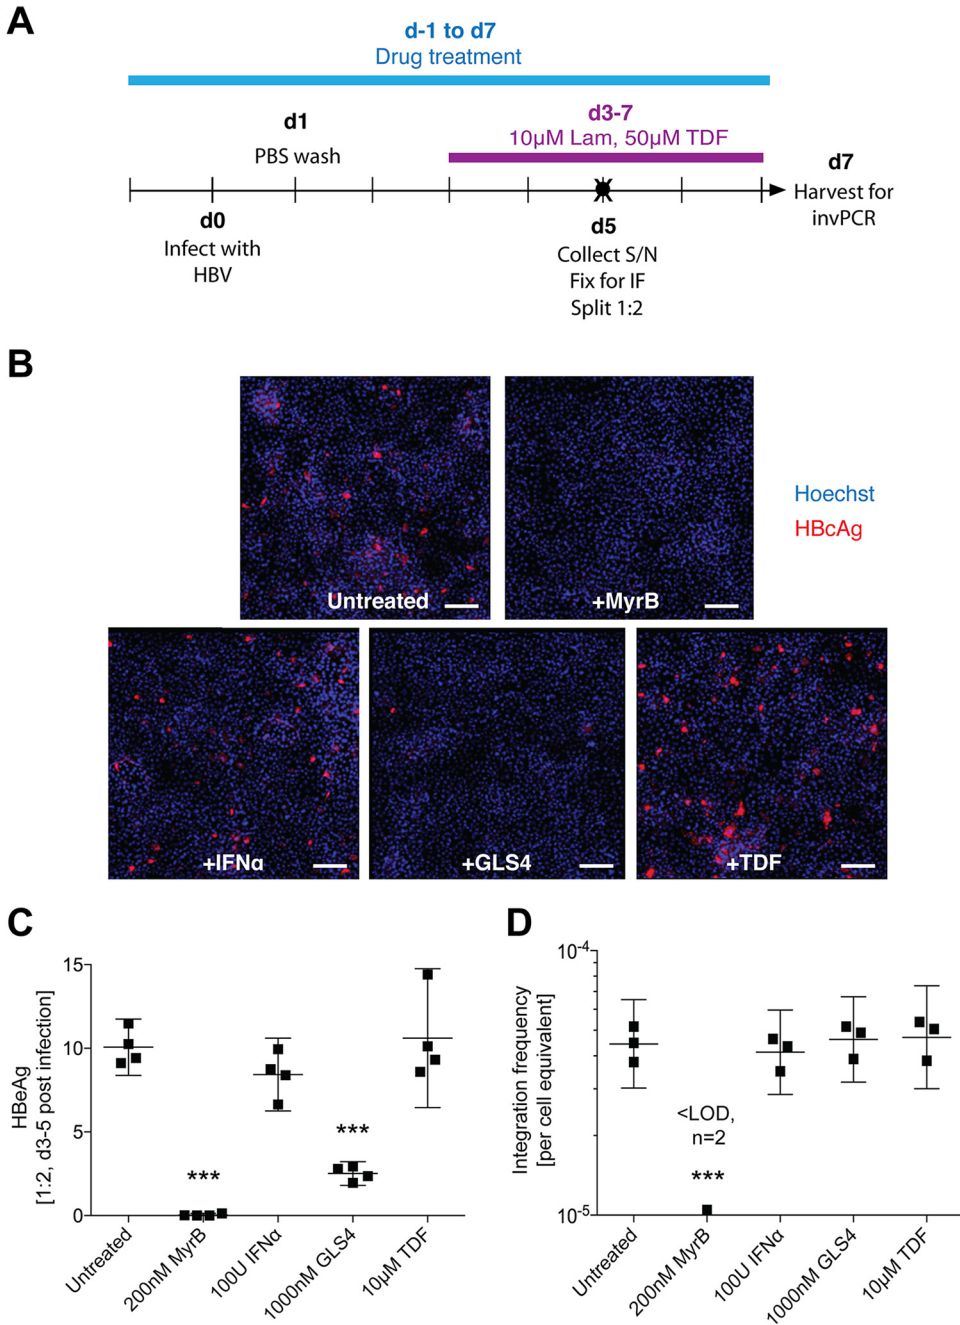 A
d-1 to d7
Drug treatment
d1
PBS wash
d3-7
10µM Lam, 50µM TDF
d7
Harvest for
invPCR
d0
Infect with
HBV
d5
Collect S/N
Fix for IF
Split 1:2
B
Untreated
+MyrB
Hoechst
HBcAg
+IFNα
+GLS4
+TDF
C
HBeAg
[1:2, d3-5 post infection]
15
10
5
0
***
***
Untreated
200nM MyrB
100U IFNα
1000nM GLS4
10µM TDF
D
Integration frequency
[per cell equivalent]
10-4
10-5
<LOD,
n=2
***
Untreated
200nM MyrB
100U IFNα
1000nM GLS4
10µM TDF